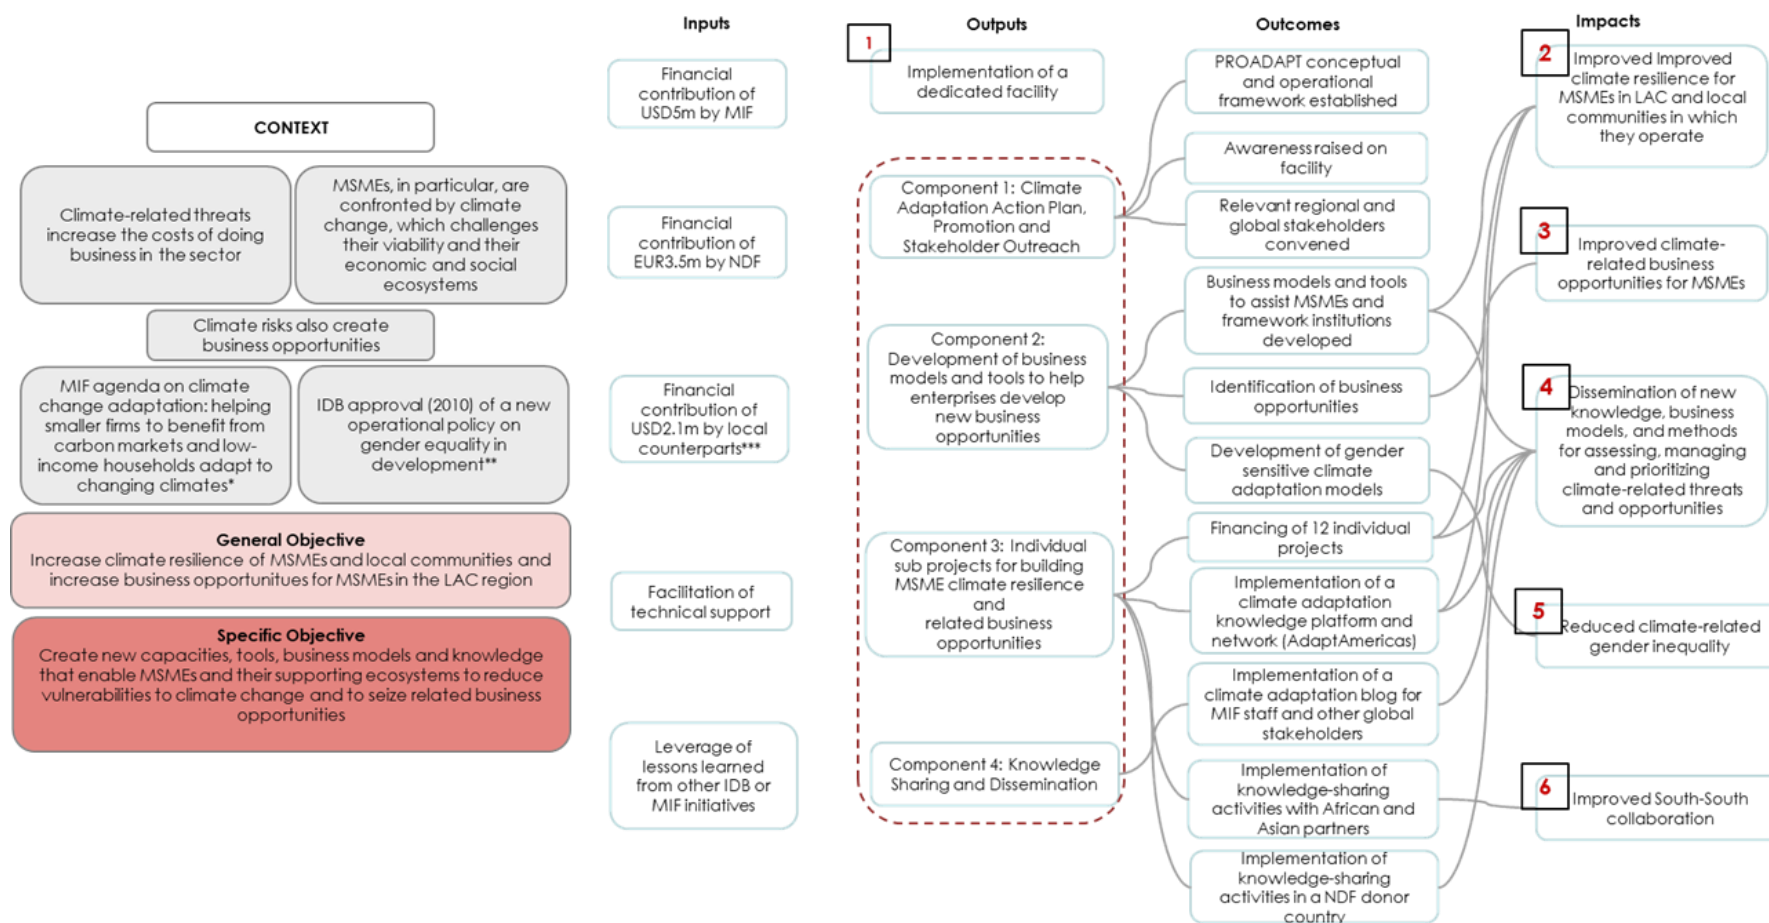 CONTEXT
Climate-related threats
increase the costs of doing
business in the sector
MSMEs, in particular, are
confronted by climate
change, which challenges
their viability and their
economic and social
ecosystems
Climate risks also create
business opportunities
MIF agenda on climate
change adaptation: helping
smaller firms to benefit from
carbon markets and low-
income households adapt to
changing climates*
IDB approval (2010) of a new
operational policy on
gender equality in
development**
General Objective
Increase climate resilience of MSMEs and local communities and
increase business opportunitues for MSMEs in the LAC region
Specific Objective
Create new capacities, tools, business models and knowledge
that enable MSMEs and their supporting ecosystems to reduce
vulnerabilities to climate change and to seize related business
opportunities
Inputs
Financial
contribution of
USD5m by MIF
Financial
contribution of
EUR3.5m by NDF
Financial
contribution of
USD2.1m by local
counterparts***
Facilitation of
technical support
Leverage of
lessons learned
from other IDB or
MIF initiatives
Outputs
1
Implementation of a
dedicated facility
Component 1: Climate
Adaptation Action Plan,
Promotion and
Stakeholder Outreach
Component 2:
Development of business
models and tools to help
enterprises develop
new business
opportunities
Component 3: Individual
sub projects for building
MSME climate resilience
and
related business
opportunities
Component 4: Knowledge
Sharing and Dissemination
Outcomes
PROADAPT conceptual
and operational
framework established
Awareness raised on
facility
Relevant regional and
global stakeholders
convened
Business models and tools
to assist MSMEs and
framework institutions
developed
Identification of business
opportunities
Development of gender
sensitive climate
adaptation models
Financing of 12 individual
projects
Implementation of a
climate adaptation
knowledge platform and
network (AdaptAmericas)
Implementation of a
climate adaptation blog for
MIF staff and other global
stakeholders
Implementation of
knowledge-sharing
activities with African and
Asian partners
Implementation of
knowledge-sharing
activities in a NDF donor
country
Impacts
2
Improved Improved
climate resilience for
MSMEs in LAC and local
communities in which
they operate
3
Improved climate-
related business
opportunities for MSMEs
4
Dissemination of new
knowledge, business
models, and methods
for assessing, managing
and prioritizing
climate-related threats
and opportunities
5
Reduced climate-related
gender inequality
6
Improved South-South
collaboration